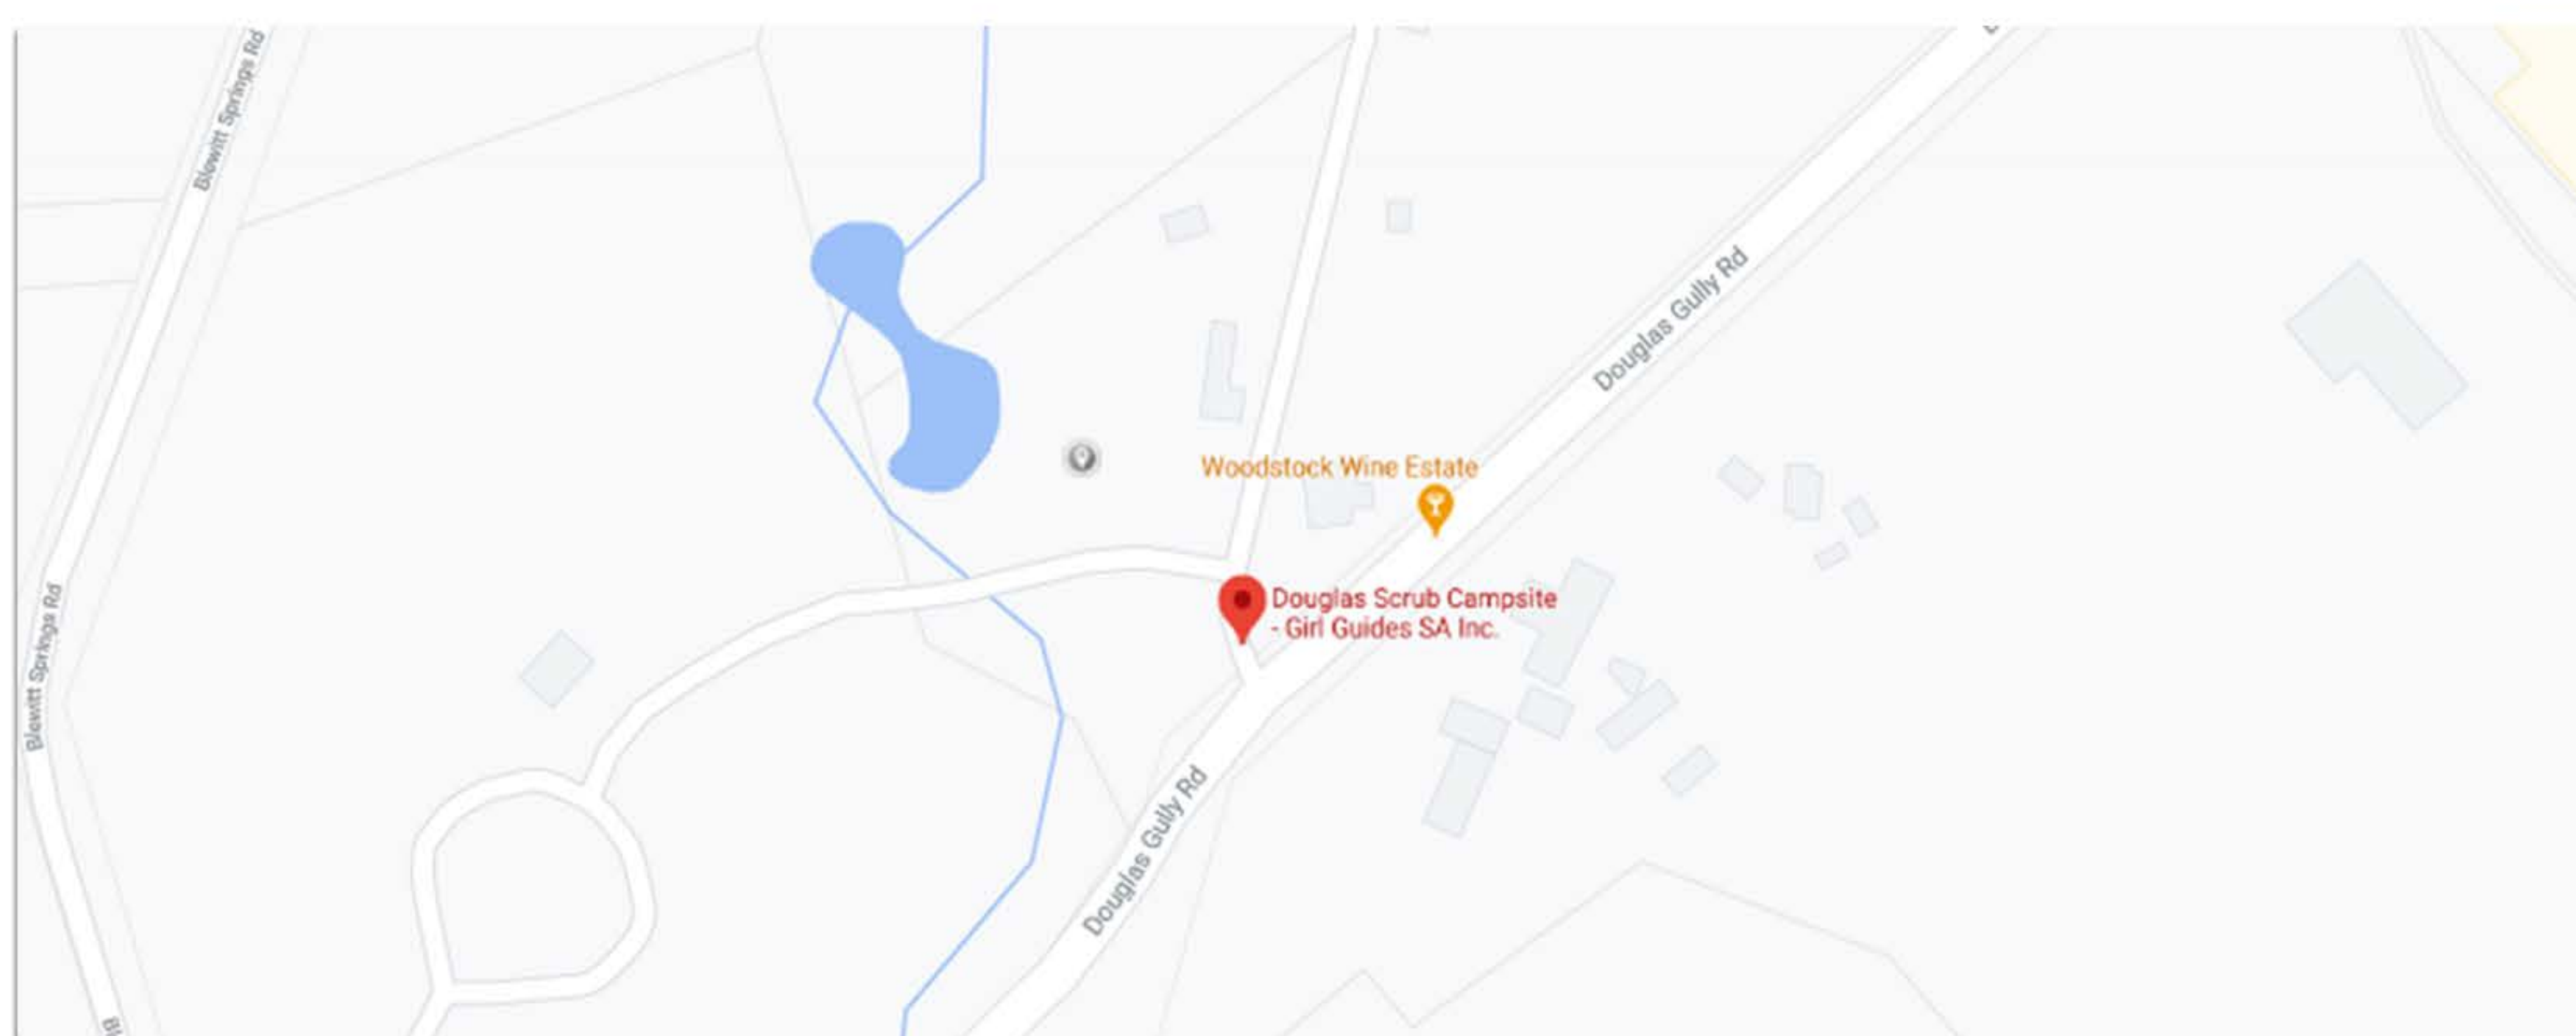 Blewitt Springs Rd
Douglas Gully Rd
Woodstock Wine Estate
Douglas Scrub Campsite
- Girl Guides SA Inc.
Blewitt Springs Rd
Douglas Gully Rd
Bl